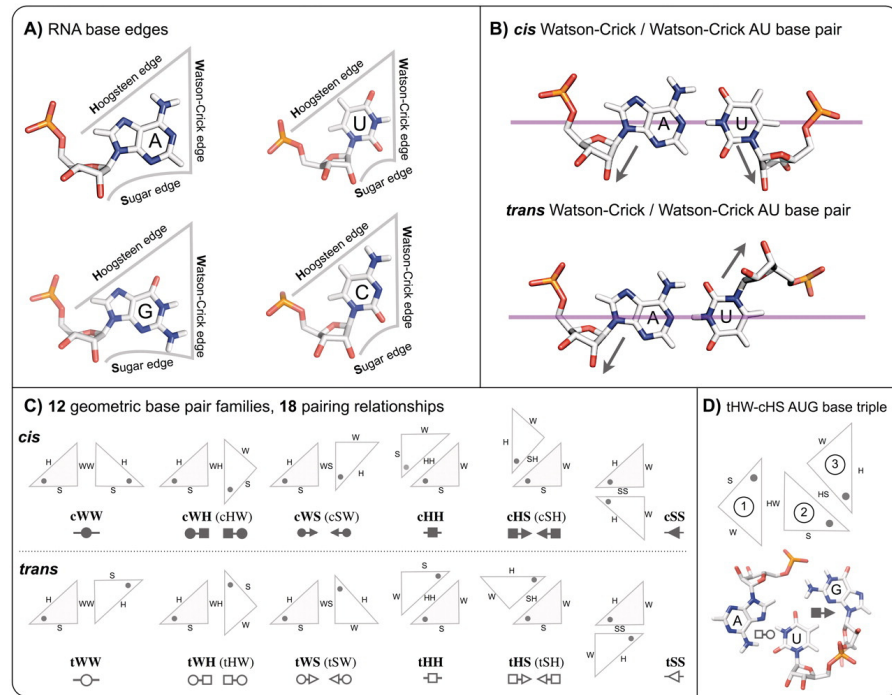 A) RNA base edges
Hoogsteen edge
Watson-Crick edge
A
Sugar edge
Hoogsteen edge
Watson-Crick edge
U
Sugar edge
Hoogsteen edge
Watson-Crick edge
G
Sugar edge
Hoogsteen edge
Watson-Crick edge
C
Sugar edge
B) cis Watson-Crick / Watson-Crick AU base pair
A U
trans Watson-Crick / Watson-Crick AU base pair
A U
C) 12 geometric base pair families, 18 pairing relationships
cis
H WW H
S S
H WH W
S H
H WS W
S H
W
H HH W
S
W
H
SH W
S
H W
SS
W
H
cWW cWH (cHW) cWS (cSW) cHH cHS (cSH) cSS
trans
H WW S
S H
H WH S
S W
H WS W
S H
S
H HH W
S
H
W SH W
S
H W
SS
W H
tWW tWH (tHW) tWS (tSW) tHH tHS (tSH) tSS
D) tHW-cHS AUG base triple
W 3 H
S
S 1 HW
W
HS
2
S
G
A
U